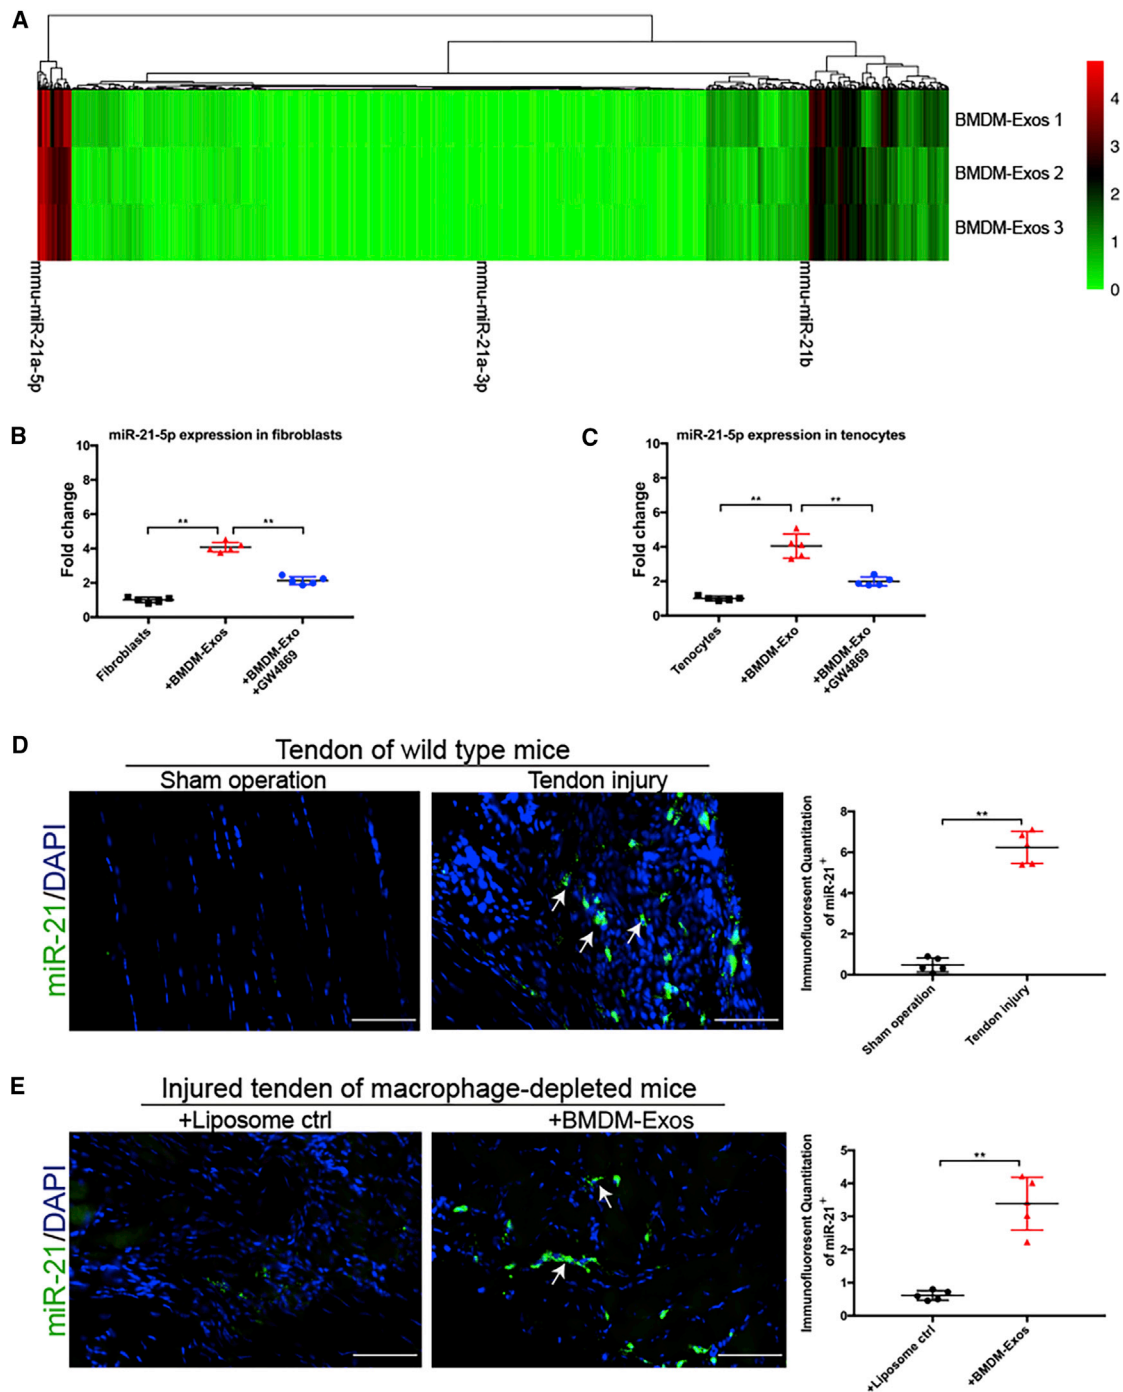 A
BMDM-Exos 1
BMDM-Exos 2
BMDM-Exos 3
4
3
2
1
0
mmu-miR-21a-5p
mmu-miR-21a-3p
mmu-miR-21b
B
miR-21-5p expression in fibroblasts
Fold change
10
8
6
4
2
0
**
**
Fibroblasts
+BMDM-Exos
+BMDM-Exo
+GW4869
C
miR-21-5p expression in tenocytes
Fold change
10
8
6
4
2
0
**
**
Tenocytes
+BMDM-Exo
+BMDM-Exo
+GW4869
D
Tendon of wild type mice
Sham operation
Tendon injury
miR-21/DAPI
Immunofluoresent Quantitation
of miR-21+
8
6
4
2
0
**
Sham operation
Tendon injury
E
Injured tenden of macrophage-depleted mice
+Liposome ctrl
+BMDM-Exos
miR-21/DAPI
Immunofluoresent Quantitation
of miR-21+
5
4
3
2
1
0
**
+Liposome ctrl
+BMDM-Exos